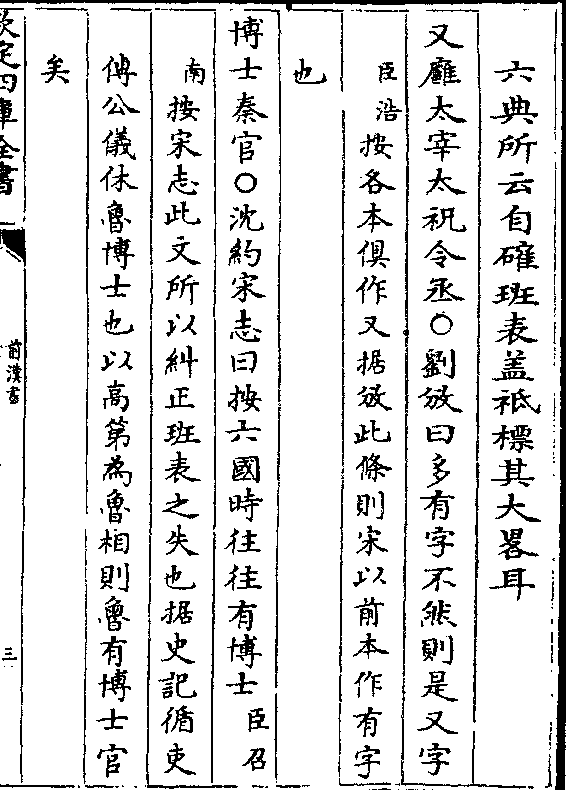 六典所云自確班表盖祗標其大畧耳
又廱太宰太祝令丞○劉攽曰多有字不然則是又字
臣浩按各本俱作又据攽此條則宋以前本作有字
也
博士秦官○沈約宋志曰按六國時往往有博士臣召
南按宋志此文所以糾正班表之失也据史記循吏
傳公儀休魯博士也以高第為魯相則魯有博士官
矣
欽定四庫全書
前漢書
三